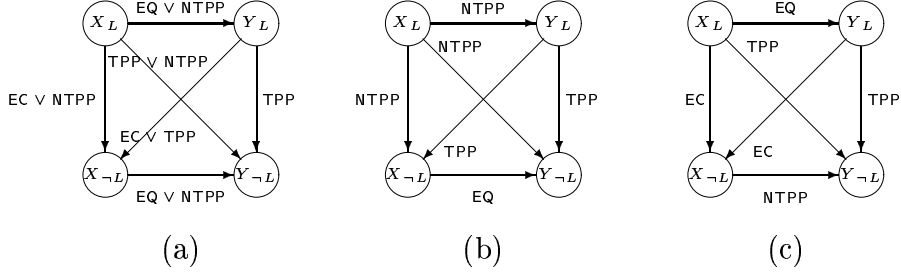 EQ ∨ NTPP NTPP EQ
X_L Y_L X_L Y_L X_L Y_L
TPP ∨ NTPP NTPP TPP
EC ∨ NTPP TPP NTPP TPP EC TPP
EC ∨ TPP TPP EC
X_¬L Y_¬L X_¬L Y_¬L X_¬L Y_¬L
EQ ∨ NTPP EQ NTPP
(a) (b) (c)